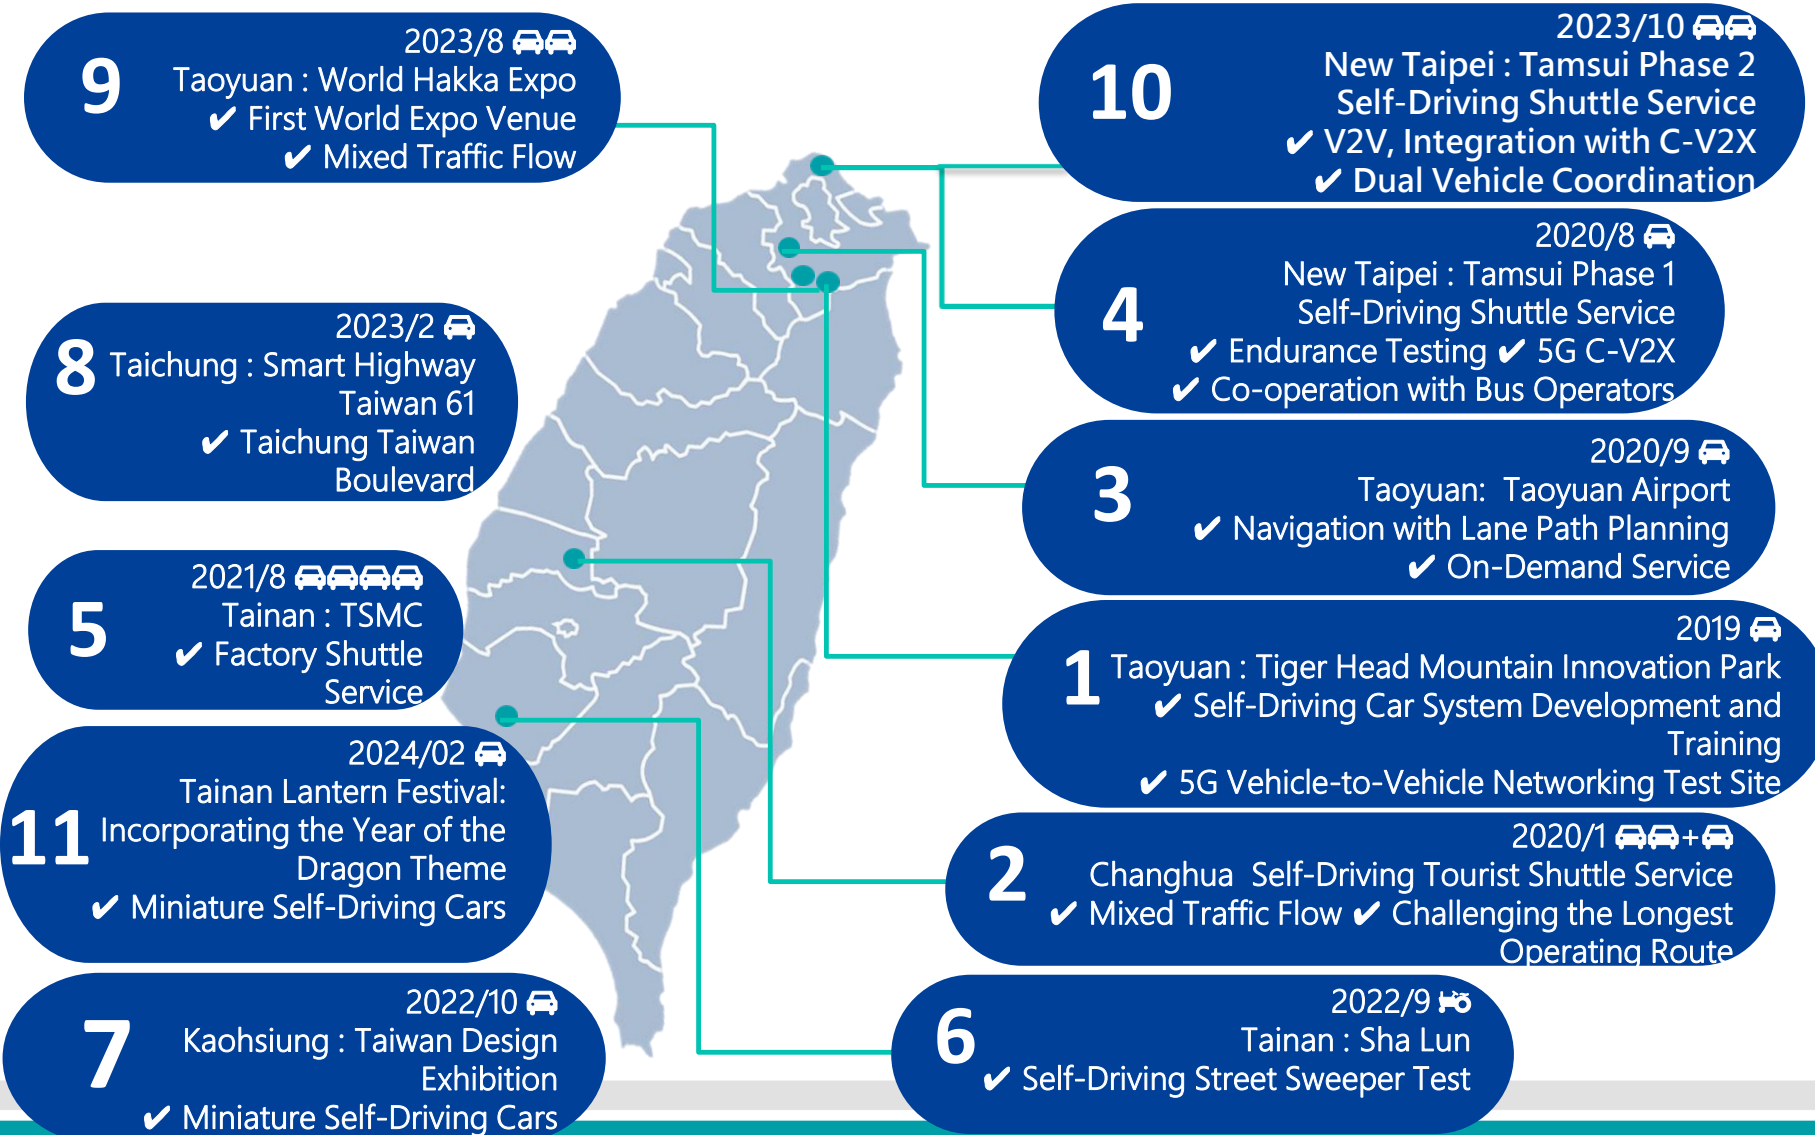 9
2023/8
Taoyuan : World Hakka Expo
✔ First World Expo Venue
✔ Mixed Traffic Flow
10
2023/10
New Taipei : Tamsui Phase 2
Self-Driving Shuttle Service
✔ V2V, Integration with C-V2X
✔ Dual Vehicle Coordination
8
2023/2
Taichung : Smart Highway
Taiwan 61
✔ Taichung Taiwan
Boulevard
4
2020/8
New Taipei : Tamsui Phase 1
Self-Driving Shuttle Service
✔ Endurance Testing ✔ 5G C-V2X
✔ Co-operation with Bus Operators
3
2020/9
Taoyuan: Taoyuan Airport
✔ Navigation with Lane Path Planning
✔ On-Demand Service
5
2021/8
Tainan : TSMC
✔ Factory Shuttle
Service
1
2019
Taoyuan : Tiger Head Mountain Innovation Park
✔ Self-Driving Car System Development and
Training
✔ 5G Vehicle-to-Vehicle Networking Test Site
11
2024/02
Tainan Lantern Festival:
Incorporating the Year of the
Dragon Theme
✔ Miniature Self-Driving Cars
2
2020/1 +
Changhua Self-Driving Tourist Shuttle Service
✔ Mixed Traffic Flow ✔ Challenging the Longest
Operating Route
7
2022/10
Kaohsiung : Taiwan Design
Exhibition
✔ Miniature Self-Driving Cars
6
2022/9
Tainan : Sha Lun
✔ Self-Driving Street Sweeper Test